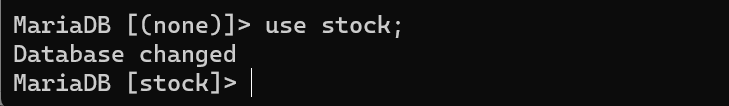 MariaDB [(none)]> use stock;
Database changed
MariaDB [stock]>